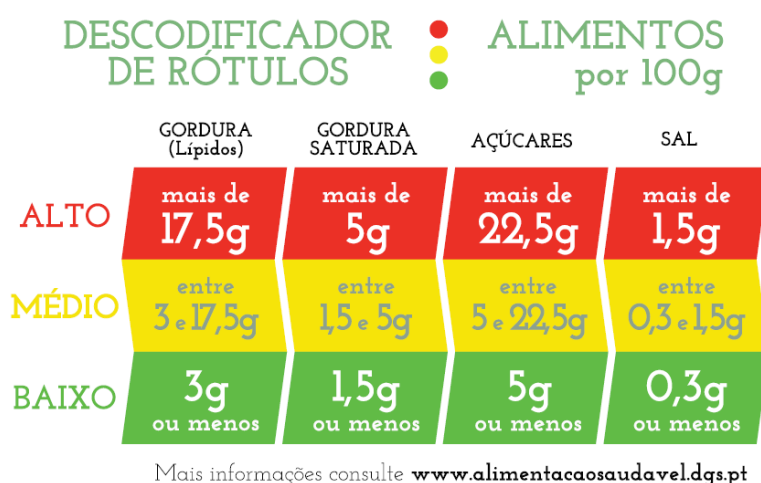 DESCODIFICADOR
DE RÓTULOS
ALIMENTOS
por 100g
GORDURA
(Lípidos)
GORDURA
SATURADA
AÇÚCARES
SAL
ALTO
mais de
17,5g
mais de
5g
mais de
22,5g
mais de
1,5g
MÉDIO
entre
3 e 17,5g
entre
1,5 e 5g
entre
5 e 22,5g
entre
0,3 e 1,5g
BAIXO
3g
ou menos
1,5g
ou menos
5g
ou menos
0,3g
ou menos
Mais informações consulte www.alimentacaosaudavel.dgs.pt